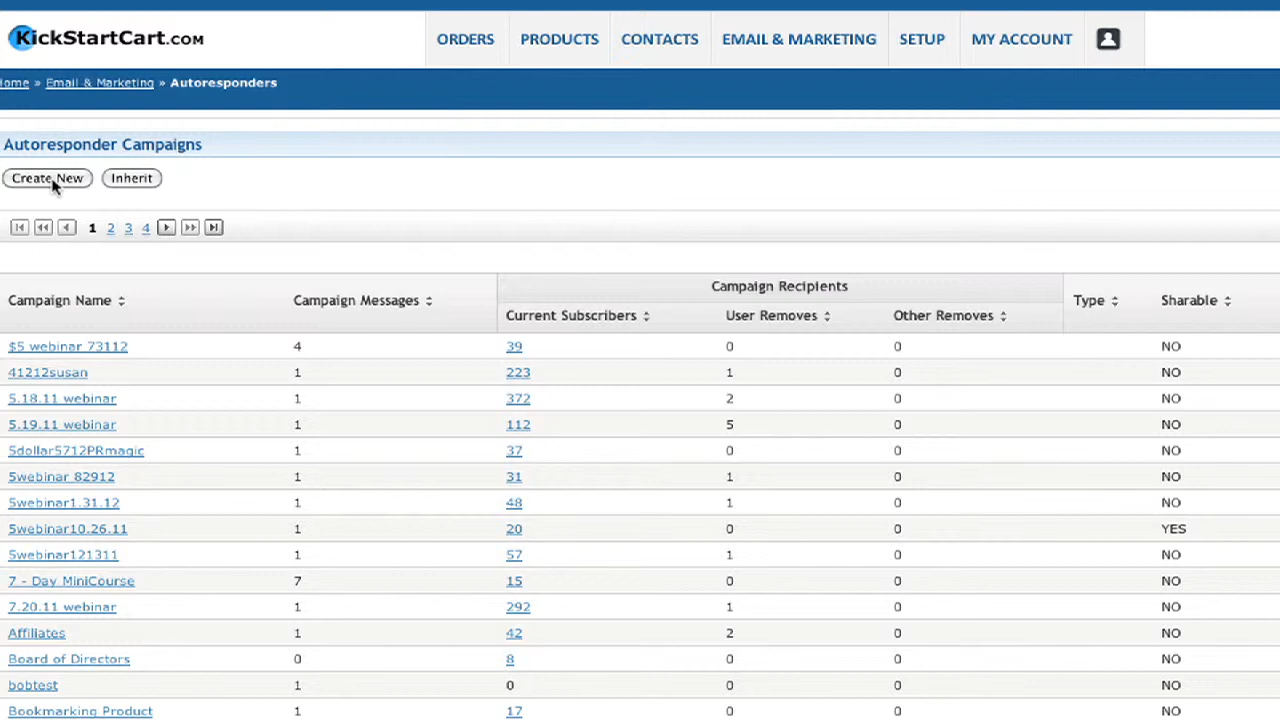 KickStartCart.com
ORDERS PRODUCTS CONTACTS EMAIL & MARKETING SETUP MY ACCOUNT
ome » Email & Marketing » Autoresponders
Autoresponder Campaigns
Create New Inherit
1 2 3 4
Campaign Recipients
Campaign Name Campaign Messages Current Subscribers User Removes Other Removes Type Sharable
$5 webinar 73112 4 39 0 0 NO
41212susan 1 223 1 0 NO
5.18.11 webinar 1 372 2 0 NO
5.19.11 webinar 1 112 5 0 NO
5dollar5712PRmagic 1 37 0 0 NO
5webinar 82912 1 31 1 0 NO
5webinar1.31.12 1 48 1 0 NO
5webinar10.26.11 1 20 0 0 YES
5webinar121311 1 57 1 0 NO
7 - Day MiniCourse 7 15 0 0 NO
7.20.11 webinar 1 292 1 0 NO
Affiliates 1 42 2 0 NO
Board of Directors 0 8 0 0 NO
bobtest 1 0 0 0 NO
Bookmarking Product 1 17 0 0 NO